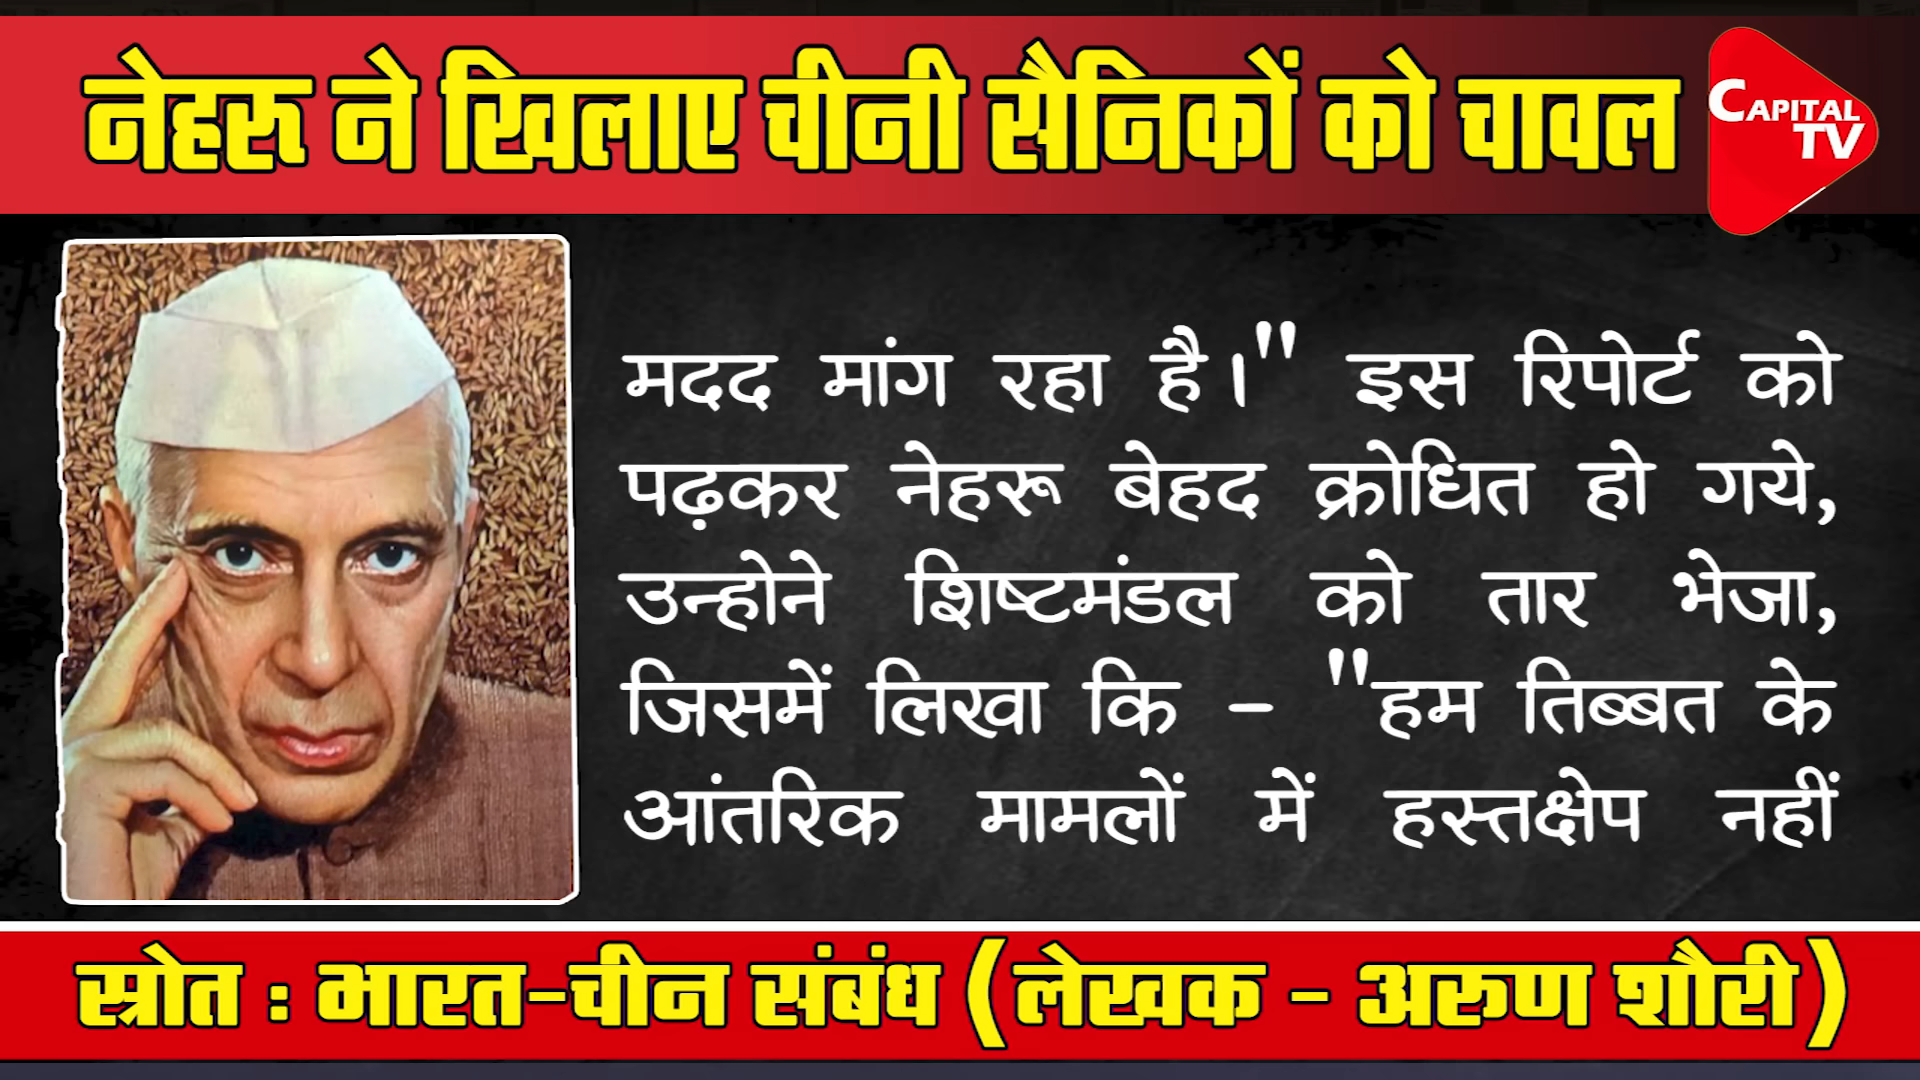 नेहरू ने खिलाए चीनी सैनिकों को चावल
CAPITAL
TV
मदद मांग रहा है।" इस रिपोर्ट को
पढ़कर नेहरू बेहद क्रोधित हो गये,
उन्होने शिष्टमंडल को तार भेजा,
जिसमें लिखा कि - "हम तिब्बत के
आंतरिक मामलों में हस्तक्षेप नहीं
स्रोत : भारत-चीन संबंध (लेखक - अरूण शौरी)